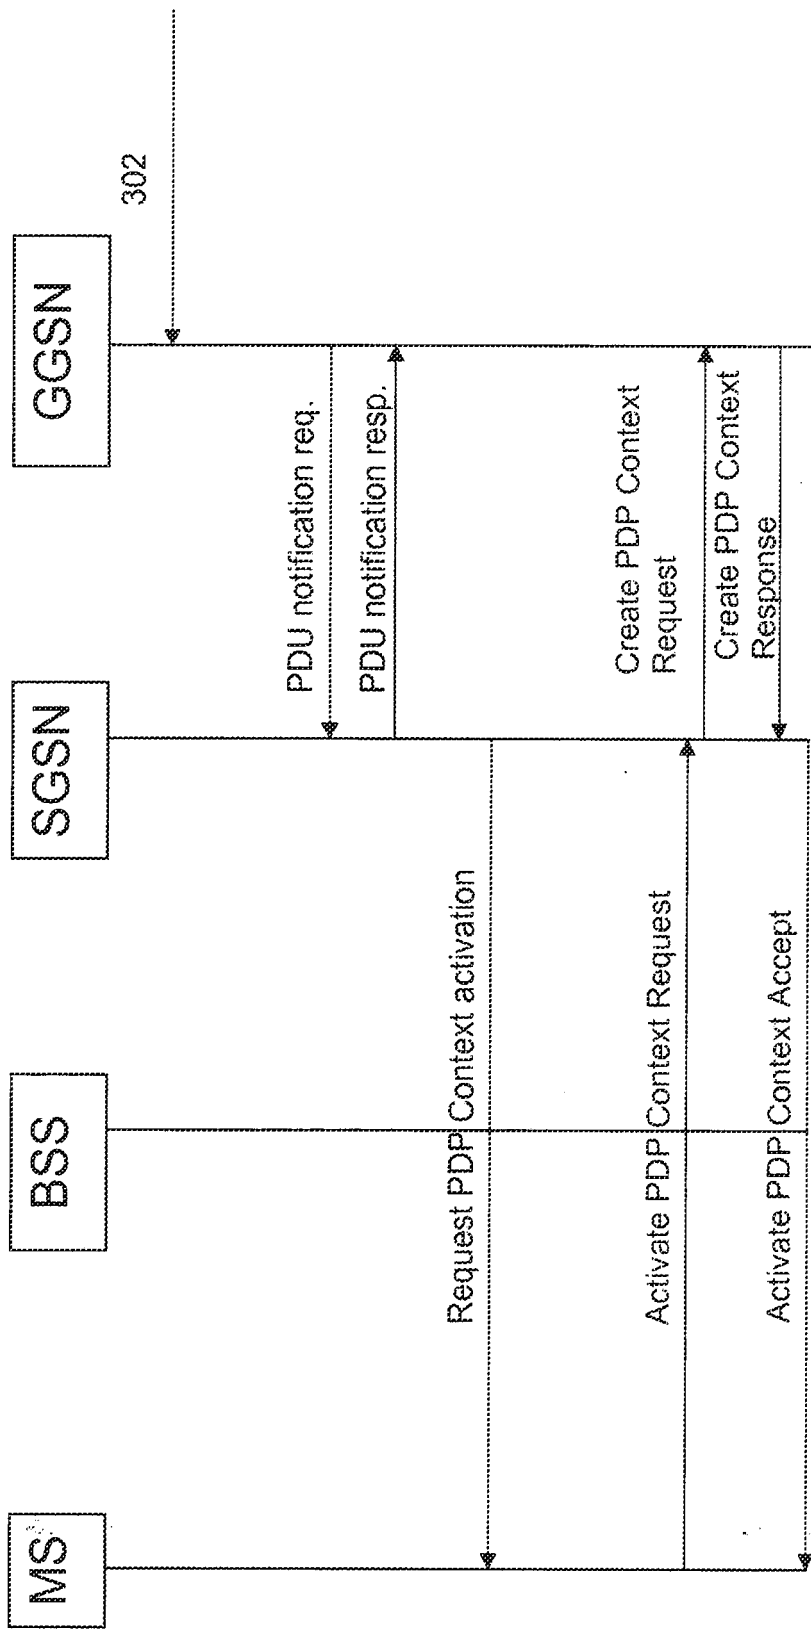 MS
BSS
SGSN
GGSN
302
PDU notification req.
PDU notification resp.
Request PDP Context activation
Activate PDP Context Request
Create PDP Context
Request
Create PDP Context
Response
Activate PDP Context Accept